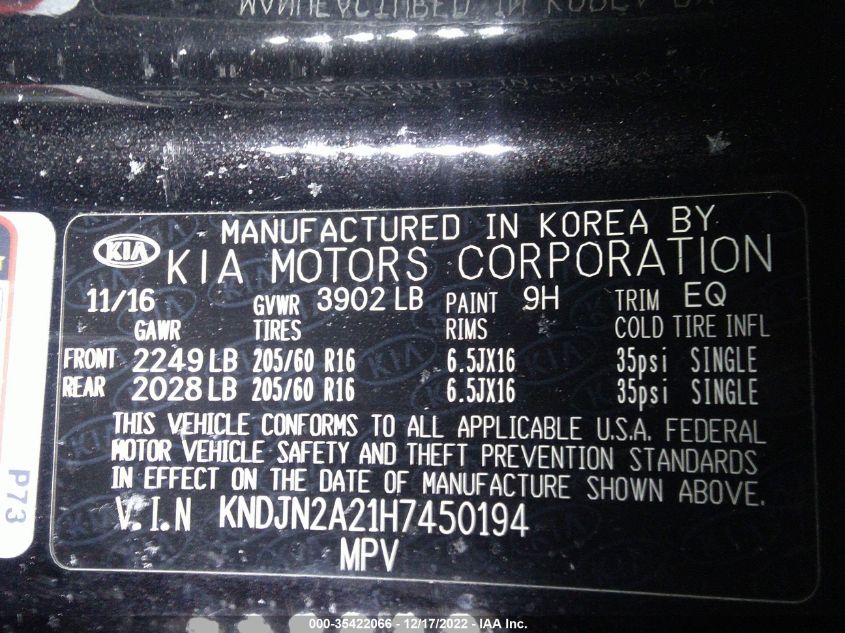 MANUFACTURED IN KOREA BY
KIA KIA MOTORS CORPORATION
11/16 GVWR 3902 LB PAINT 9H TRIM EQ
GAWR TIRES RIMS COLD TIRE INFL
FRONT 2249 LB 205/60 R16 6.5JX16 35psi SINGLE
REAR 2028 LB 205/60 R16 6.5JX16 35psi SINGLE
THIS VEHICLE CONFORMS TO ALL APPLICABLE U.S.A. FEDERAL
MOTOR VEHICLE SAFETY AND THEFT PREVENTION STANDARDS
IN EFFECT ON THE DATE OF MANUFACTURE SHOWN ABOVE.
V.I.N KNDJN2A21H7450194
MPV
P73
000-35422066 - 12/17/2022 - IAA Inc.